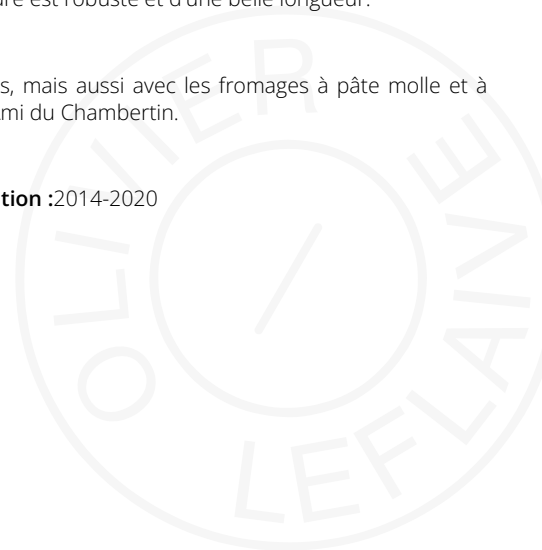 est robuste et d'une belle longueur.
s, mais aussi avec les fromages à pâte molle et à
mi du Chambertin.
tion :2014-2020
OLIVIER
LEFLAIVE